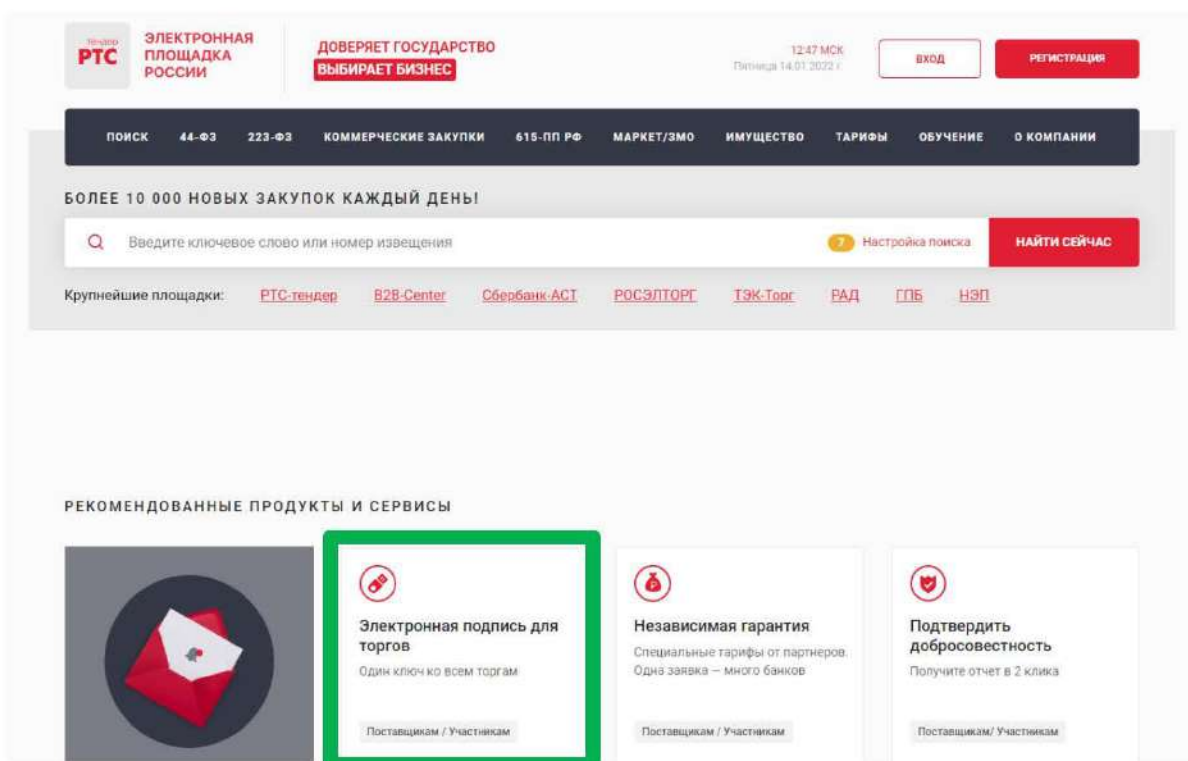 тендер
РТС
ЭЛЕКТРОННАЯ
ПЛОЩАДКА
РОССИИ
ДОВЕРЯЕТ ГОСУДАРСТВО
ВЫБИРАЕТ БИЗНЕС
12:47 МСК
Пятница 14.01.2022 г.
ВХОД
РЕГИСТРАЦИЯ
ПОИСК 44-ФЗ 223-ФЗ КОММЕРЧЕСКИЕ ЗАКУПКИ 615-ПП РФ МАРКЕТ/ЗМО ИМУЩЕСТВО ТАРИФЫ ОБУЧЕНИЕ О КОМПАНИИ
БОЛЕЕ 10 000 НОВЫХ ЗАКУПОК КАЖДЫЙ ДЕНЬ!
Введите ключевое слово или номер извещения
7 Настройка поиска
НАЙТИ СЕЙЧАС
Крупнейшие площадки: РТС-тендер B2B-Center Сбербанк-АСТ РОСЭЛТОРГ ТЭК-Торг РАД ГПБ НЭП
РЕКОМЕНДОВАННЫЕ ПРОДУКТЫ И СЕРВИСЫ
Электронная подпись для
торгов
Один ключ ко всем торгам
Поставщикам / Участникам
Независимая гарантия
Специальные тарифы от партнеров.
Одна заявка — много банков
Поставщикам / Участникам
Подтвердить
добросовестность
Получите отчет в 2 клика
Поставщикам/ Участникам